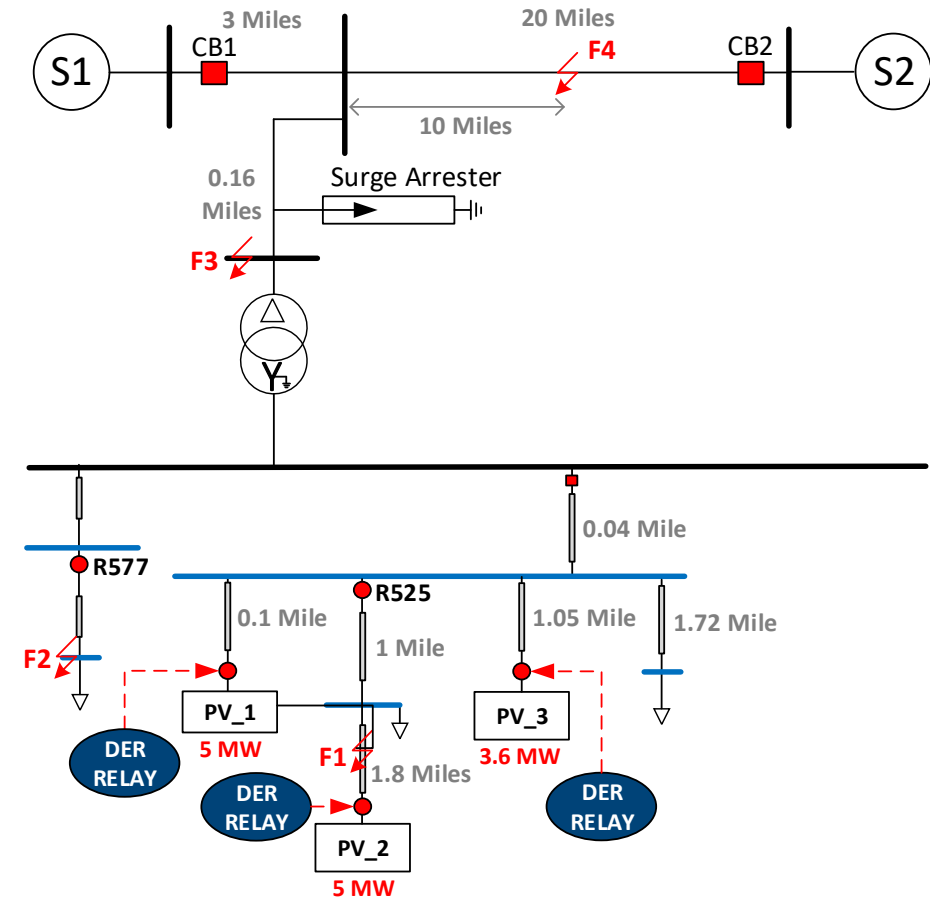 3 Miles
20 Miles
S1
CB1
F4
CB2
S2
10 Miles
0.16
Miles
Surge Arrester
F3
Y
0.04 Mile
R577
R525
0.1 Mile
1 Mile
1.05 Mile
1.72 Mile
F2
PV_1
5 MW
PV_3
3.6 MW
DER
RELAY
F1
1.8 Miles
DER
RELAY
DER
RELAY
PV_2
5 MW